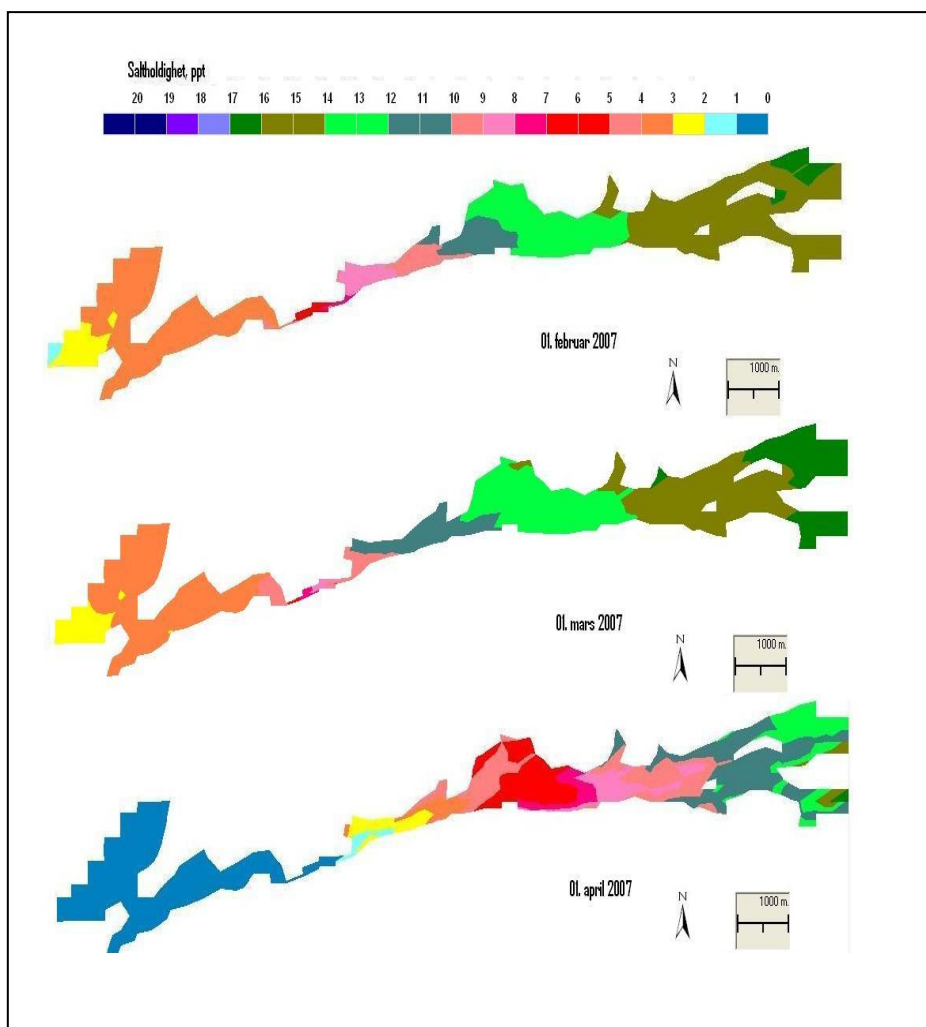 Saltholdighet, ppt
20 19 18 17 16 15 14 13 12 11 10 9 8 7 6 5 4 3 2 1 0
01. februar 2007
N
1000 m.
01. mars 2007
N
1000 m.
01. april 2007
N
1000 m.